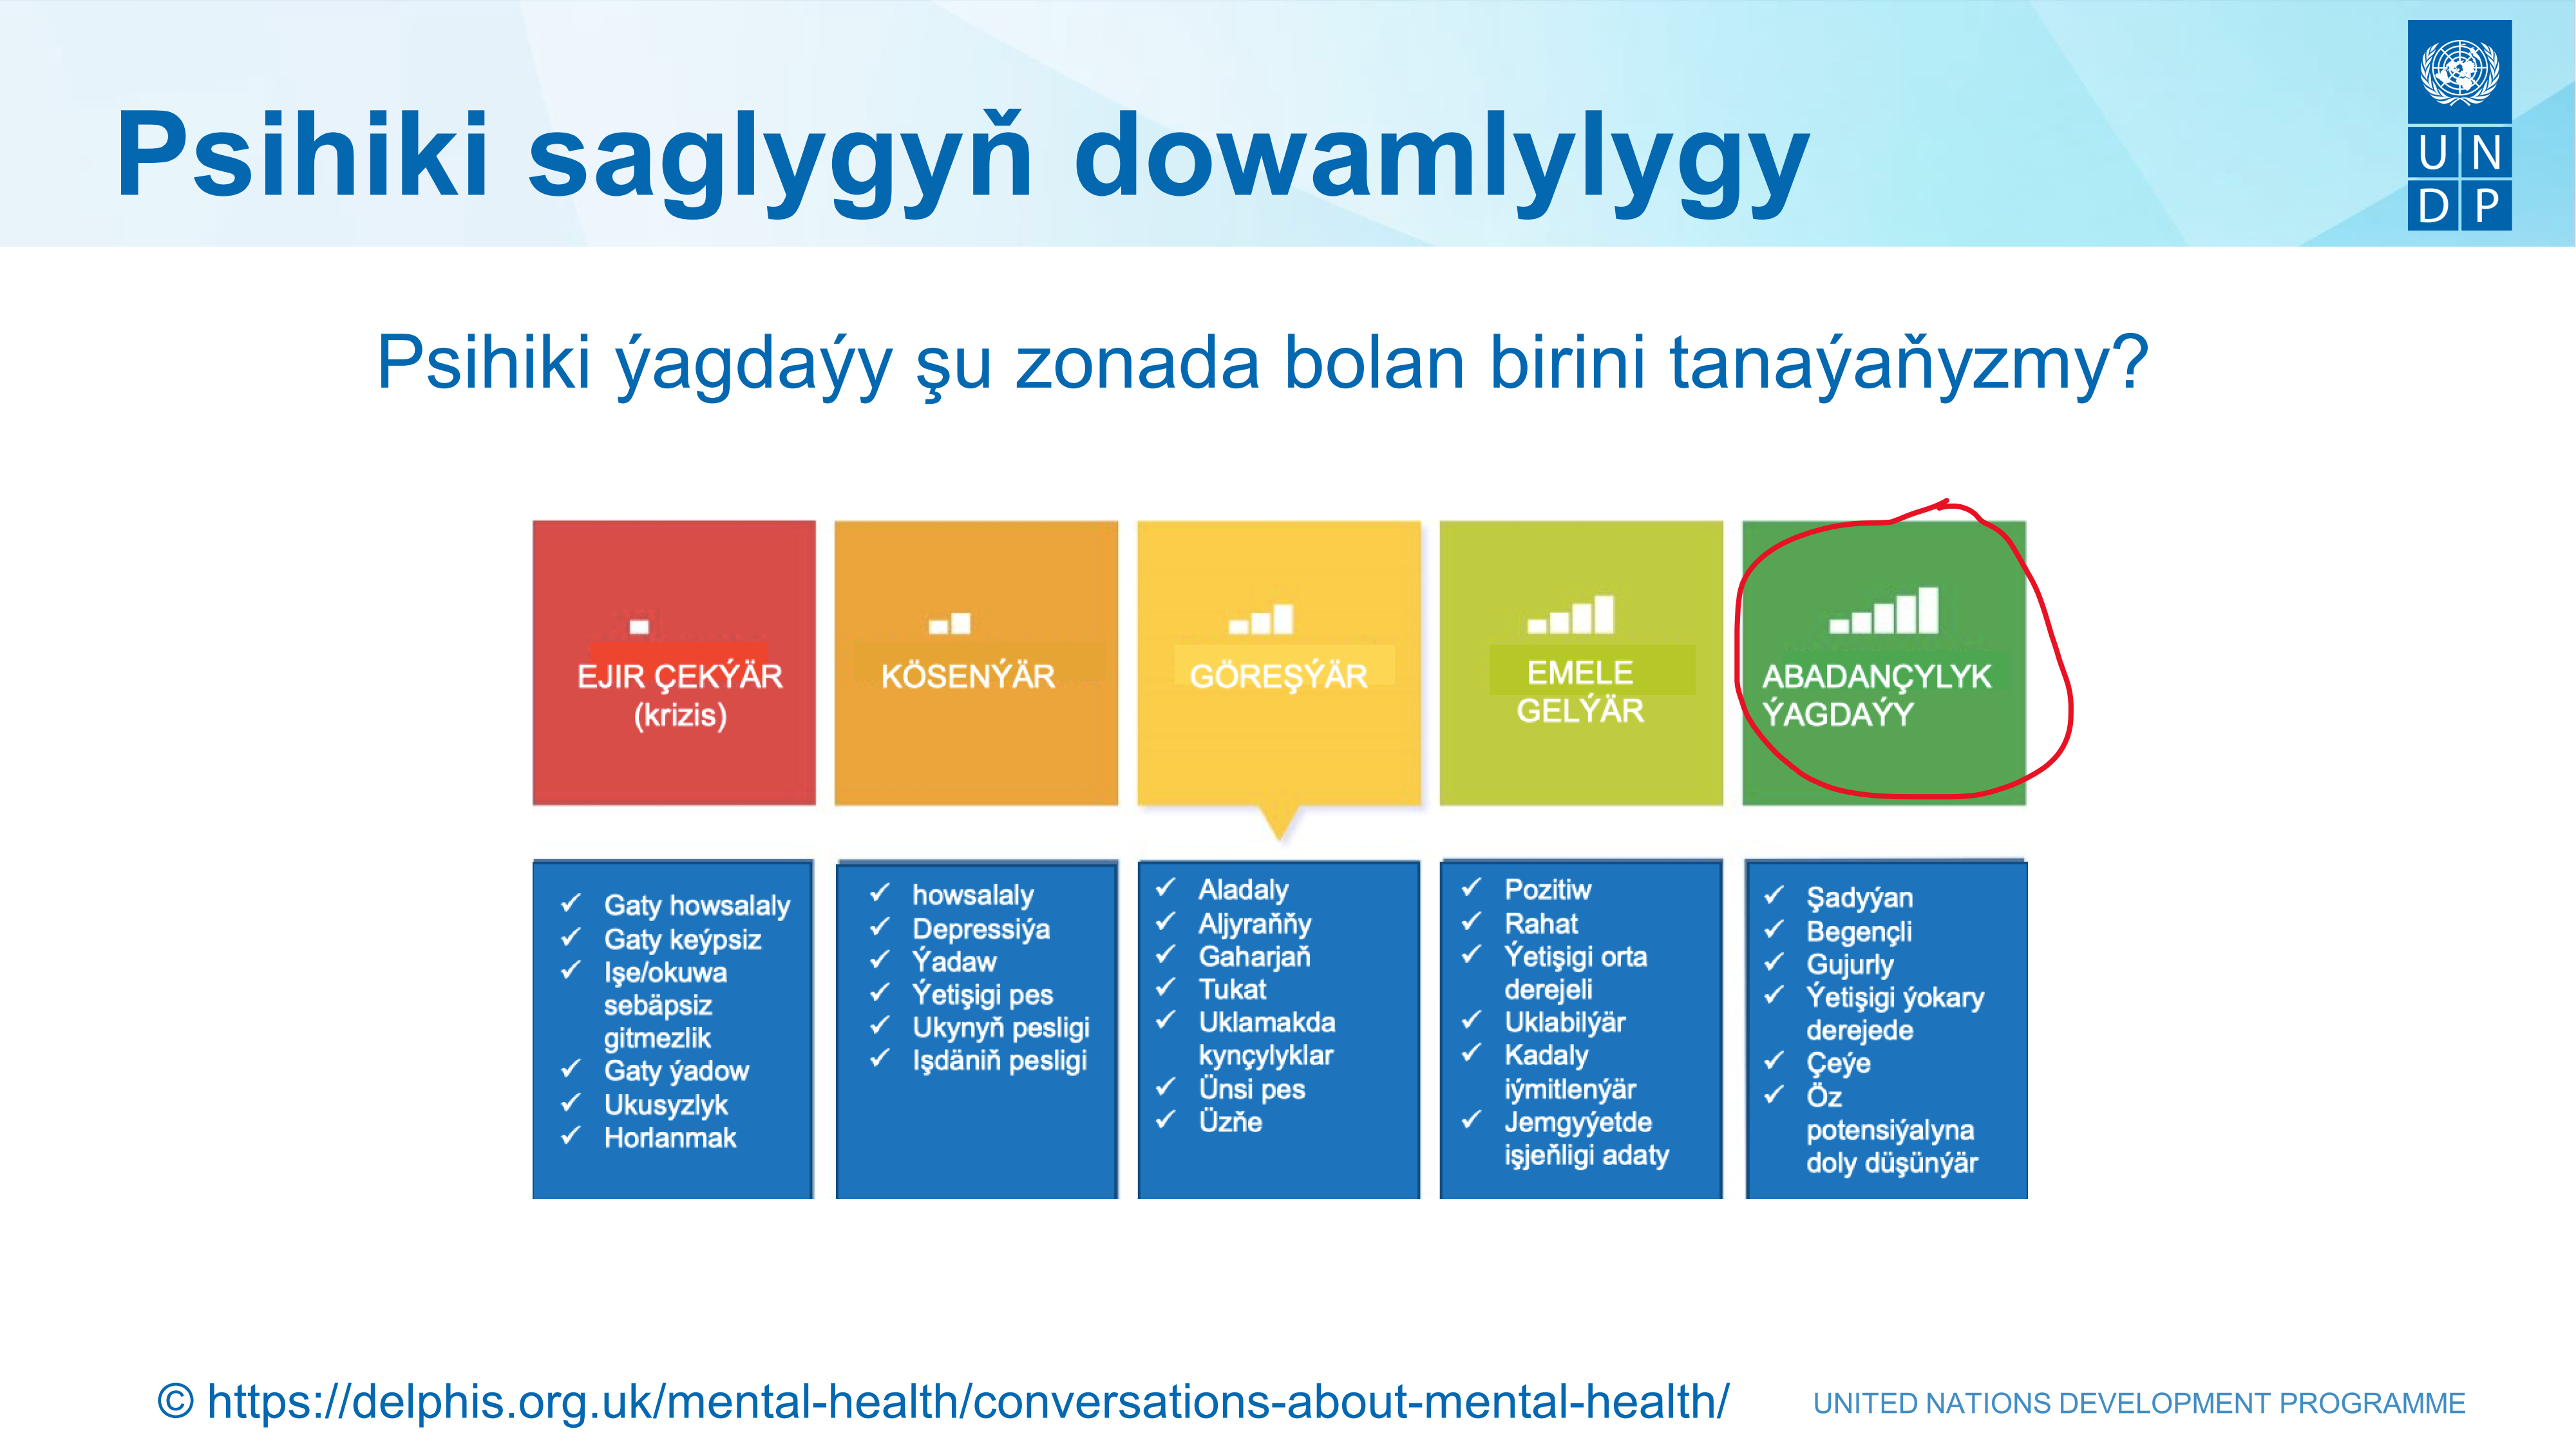 Psihiki saglygyň dowamlylygy
U N
D P
Psihiki ýagdaýy şu zonada bolan birini tanaýaňyzmy?
EJIR ÇEKÝÄR
(krizis)
KÖSENÝÄR
GÖREŞÝÄR
EMELE
GELÝÄR
ABADANÇYLYK
ÝAGDAÝY
✓ Gaty howsalaly
✓ Gaty keýpsiz
✓ Işe/okuwa
sebäpsiz
gitmezlik
✓ Gaty ýadow
✓ Ukusyzlyk
✓ Horlanmak
✓ howsalaly
✓ Depressiýa
✓ Ýadaw
✓ Ýetişigi pes
✓ Ukynyň pesligi
✓ Işdäniň pesligi
✓ Aladaly
✓ Aljyraňňy
✓ Gaharjaň
✓ Tukat
✓ Uklamakda
kynçylyklar
✓ Ünsi pes
✓ Üzňe
✓ Pozitiw
✓ Rahat
✓ Ýetişigi orta
derejeli
✓ Uklabilýär
✓ Kadaly
iýmitlenýär
✓ Jemgyýetde
işjeňligi adaty
✓ Şadyýan
✓ Begençli
✓ Gujurly
✓ Ýetişigi ýokary
derejede
✓ Çeýe
✓ Öz
potensiýalyna
doly düşünýär
© https://delphis.org.uk/mental-health/conversations-about-mental-health/
UNITED NATIONS DEVELOPMENT PROGRAMME